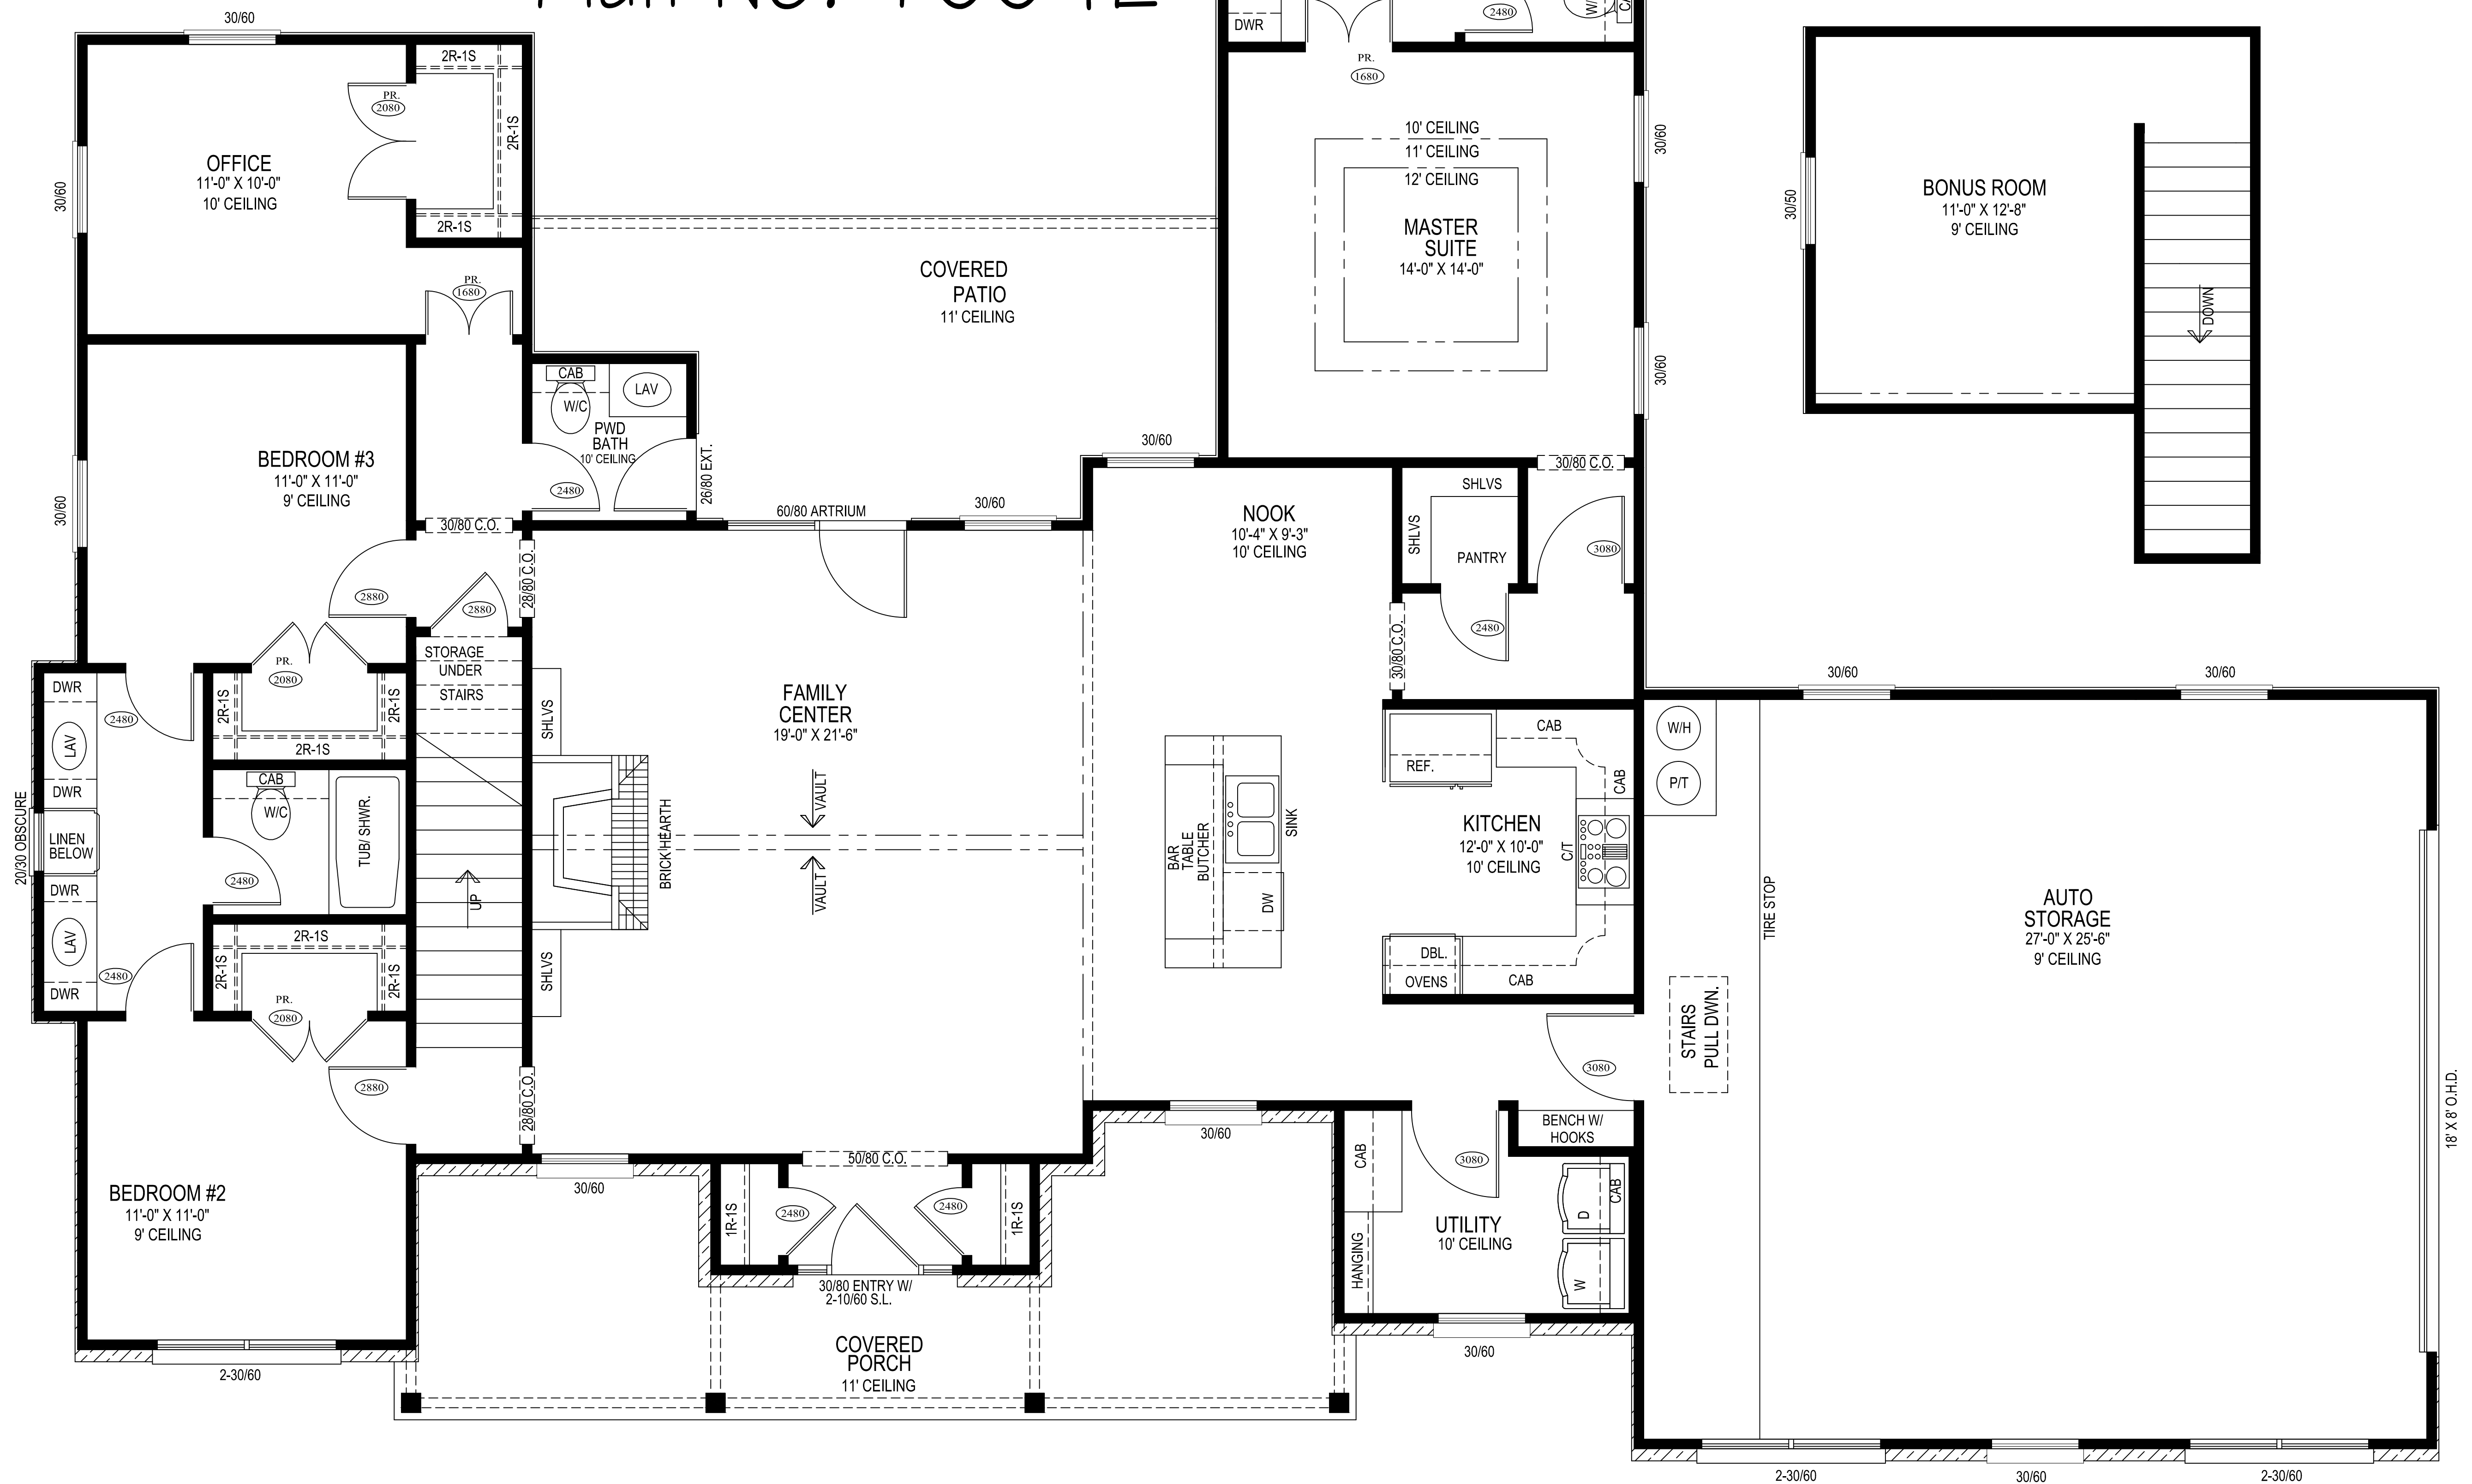 Plan No.
30/60
DWR
2480
PR.
1680
2R-1S
PR.
2080
2R-1S
2R-1S
OFFICE
11'-0" X 10'-0"
10' CEILING
30/60
PR.
1680
COVERED
PATIO
11' CEILING
10' CEILING
11' CEILING
12' CEILING
MASTER
SUITE
14'-0" X 14'-0"
30/60
30/60
30/50
BONUS ROOM
11'-0" X 12'-8"
9' CEILING
DOWN
CAB
W/C
LAV
PWD
BATH
10' CEILING
2480
26/80 EXT.
BEDROOM #3
11'-0" X 11'-0"
9' CEILING
30/60
30/80 C.O.
28/80 C.O.
2880
2880
60/80 ARTRIUM
30/60
30/60
NOOK
10'-4" X 9'-3"
10' CEILING
SHLVS
SHLVS
PANTRY
2480
30/80 C.O.
3080
30/80 C.O.
STORAGE
UNDER
STAIRS
PR.
2080
2R-1S
2R-1S
2R-1S
DWR
LAV
DWR
LINEN
BELOW
DWR
LAV
DWR
2480
2480
20/30 OBSCURE
CAB
W/C
TUB/ SHWR.
2480
UP
SHLVS
SHLVS
BRICK HEARTH
FAMILY
CENTER
19'-0" X 21'-6"
VAULT
VAULT
BAR
TABLE
BUTCHER
SINK
DW
REF.
CAB
CAB
KITCHEN
12'-0" X 10'-0"
10' CEILING
C/T
DBL.
OVENS
CAB
W/H
P/T
30/60
30/60
TIRE STOP
AUTO
STORAGE
27'-0" X 25'-6"
9' CEILING
STAIRS
PULL DWN.
18' X 8' O.H.D.
2R-1S
2R-1S
2R-1S
PR.
2080
2880
28/80 C.O.
BEDROOM #2
11'-0" X 11'-0"
9' CEILING
2-30/60
30/60
50/80 C.O.
1R-1S
2480
2480
1R-1S
30/80 ENTRY W/
2-10/60 S.L.
COVERED
PORCH
11' CEILING
30/60
3080
BENCH W/
HOOKS
CAB
HANGING
3080
UTILITY
10' CEILING
D
W
CAB
30/60
2-30/60
30/60
2-30/60